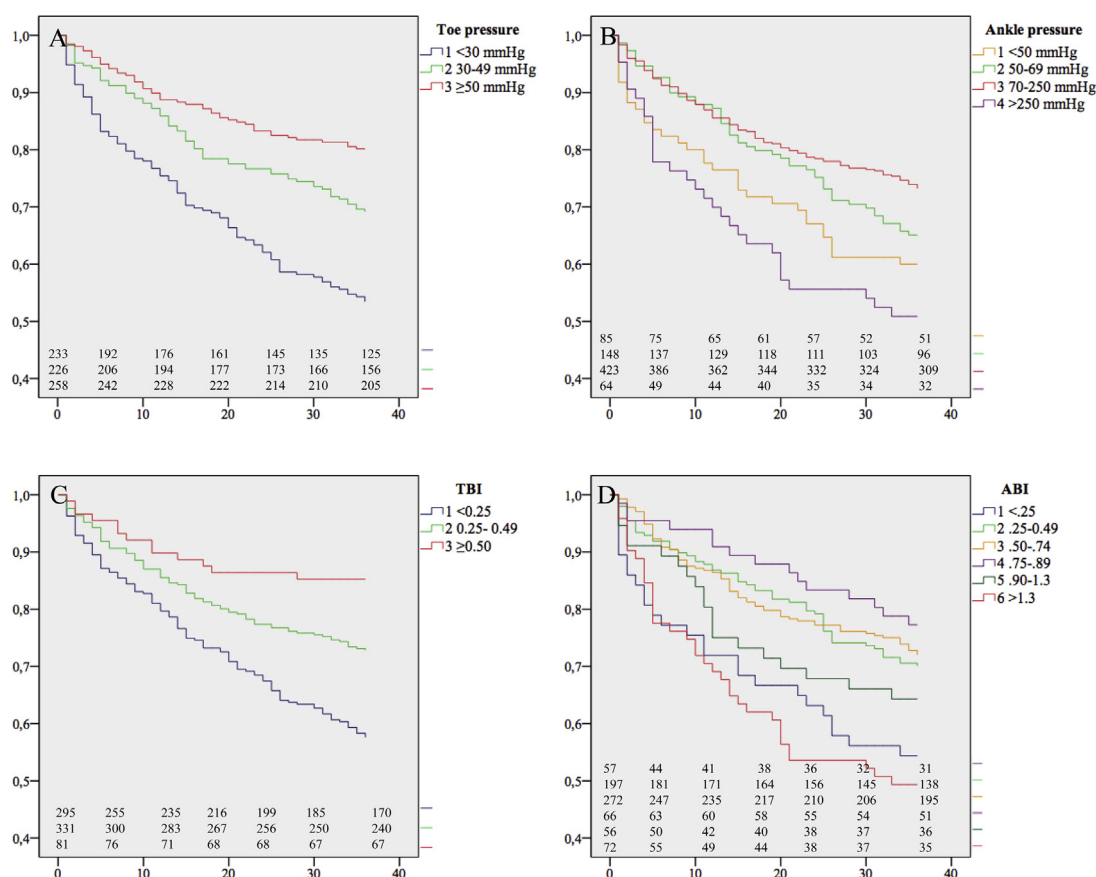 A
Toe pressure
1 <30 mmHg
2 30-49 mmHg
3 ≥50 mmHg
1,0
0,9
0,8
0,7
0,6
0,5
0,4
233 192 176 161 145 135 125
226 206 194 177 173 166 156
258 242 228 222 214 210 205
0 10 20 30 40
B
Ankle pressure
1 <50 mmHg
2 50-69 mmHg
3 70-250 mmHg
4 >250 mmHg
1,0
0,9
0,8
0,7
0,6
0,5
0,4
85 75 65 61 57 52 51
148 137 129 118 111 103 96
423 386 362 344 332 324 309
64 49 44 40 35 34 32
0 10 20 30 40
C
TBI
1 <0.25
2 0.25- 0.49
3 ≥0.50
1,0
0,9
0,8
0,7
0,6
0,5
0,4
295 255 235 216 199 185 170
331 300 283 267 256 250 240
81 76 71 68 68 67 67
0 10 20 30 40
D
ABI
1 <.25
2 .25-0.49
3 .50-.74
4 .75-.89
5 .90-1.3
6 >1.3
1,0
0,9
0,8
0,7
0,6
0,5
0,4
57 44 41 38 36 32 31
197 181 171 164 156 145 138
272 247 235 217 210 206 195
66 63 60 58 55 54 51
56 50 42 40 38 37 36
72 55 49 44 38 37 35
0 10 20 30 40